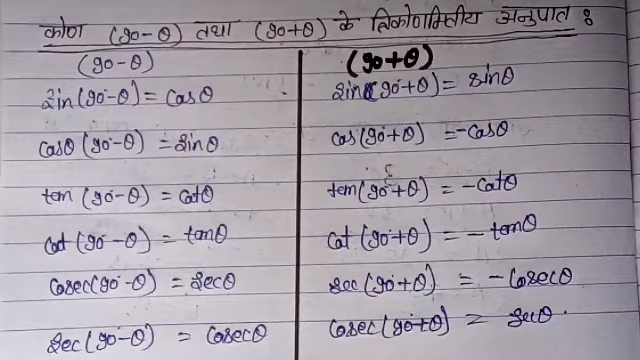 कोण (90-θ) तथा (90+θ) के त्रिकोणमितीय अनुपात :
(90-θ)
sin(90°-θ) = Cosθ
Cosθ (90°-θ) = sinθ
tan (90°-θ) = Cotθ
Cot (90°-θ) = tanθ
Cosec(90°-θ) = Secθ
Sec(90°-θ) = Cosecθ
(90+θ)
sin(90°+θ) = sinθ
Cos(90°+θ) = -Cosθ
tan(90°+θ) = -Cotθ
Cot (90°+θ) = - tanθ
Sec(90°+θ) = - Cosecθ
Cosec(90°+θ) = Secθ